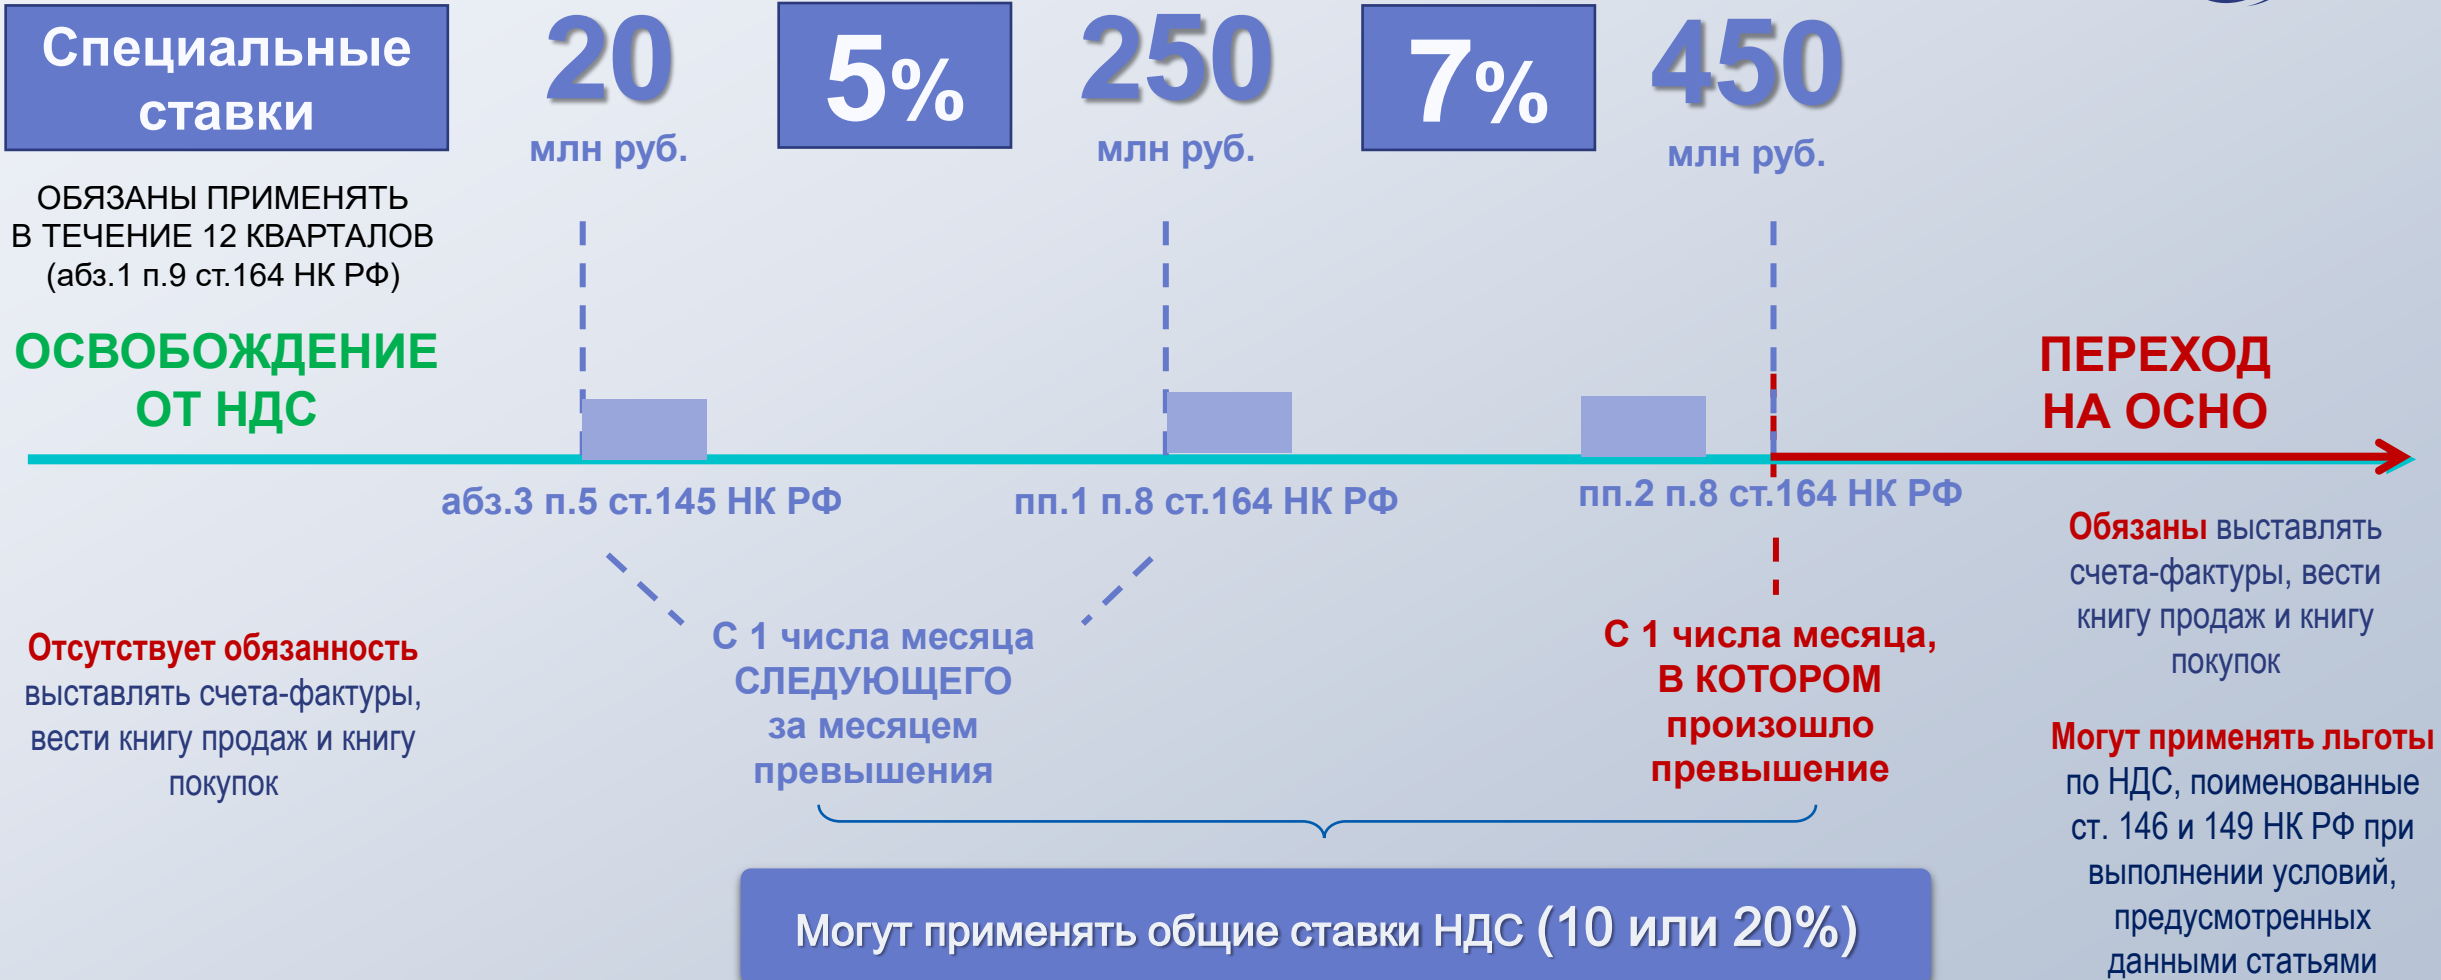 Специальные
ставки
20
млн руб.
5%
250
млн руб.
7%
450
млн руб.
ОБЯЗАНЫ ПРИМЕНЯТЬ
В ТЕЧЕНИЕ 12 КВАРТАЛОВ
(абз.1 п.9 ст.164 НК РФ)
ОСВОБОЖДЕНИЕ
ОТ НДС
ПЕРЕХОД
НА ОСНО
абз.3 п.5 ст.145 НК РФ
пп.1 п.8 ст.164 НК РФ
пп.2 п.8 ст.164 НК РФ
Отсутствует обязанность
выставлять счета-фактуры,
вести книгу продаж и книгу
покупок
С 1 числа месяца
СЛЕДУЮЩЕГО
за месяцем
превышения
С 1 числа месяца,
В КОТОРОМ
произошло
превышение
Обязаны выставлять
счета-фактуры, вести
книгу продаж и книгу
покупок
Могут применять льготы
по НДС, поименованные
ст. 146 и 149 НК РФ при
выполнении условий,
предусмотренных
данными статьями
Могут применять общие ставки НДС (10 или 20%)